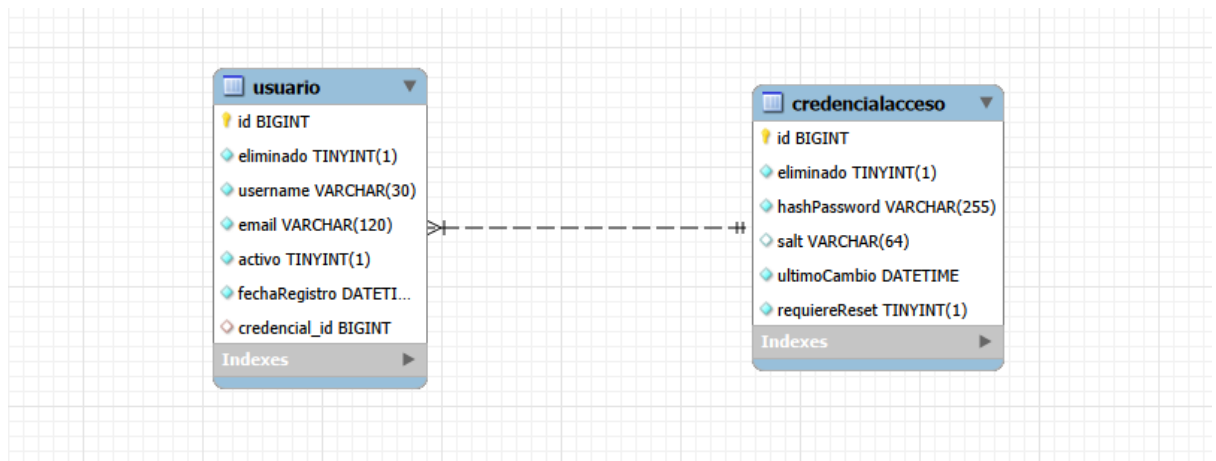 usuario
id BIGINT
eliminado TINYINT(1)
username VARCHAR(30)
email VARCHAR(120)
activo TINYINT(1)
fechaRegistro DATETI...
credencial_id BIGINT
Indexes
credencialacceso
id BIGINT
eliminado TINYINT(1)
hashPassword VARCHAR(255)
salt VARCHAR(64)
ultimoCambio DATETIME
requiereReset TINYINT(1)
Indexes